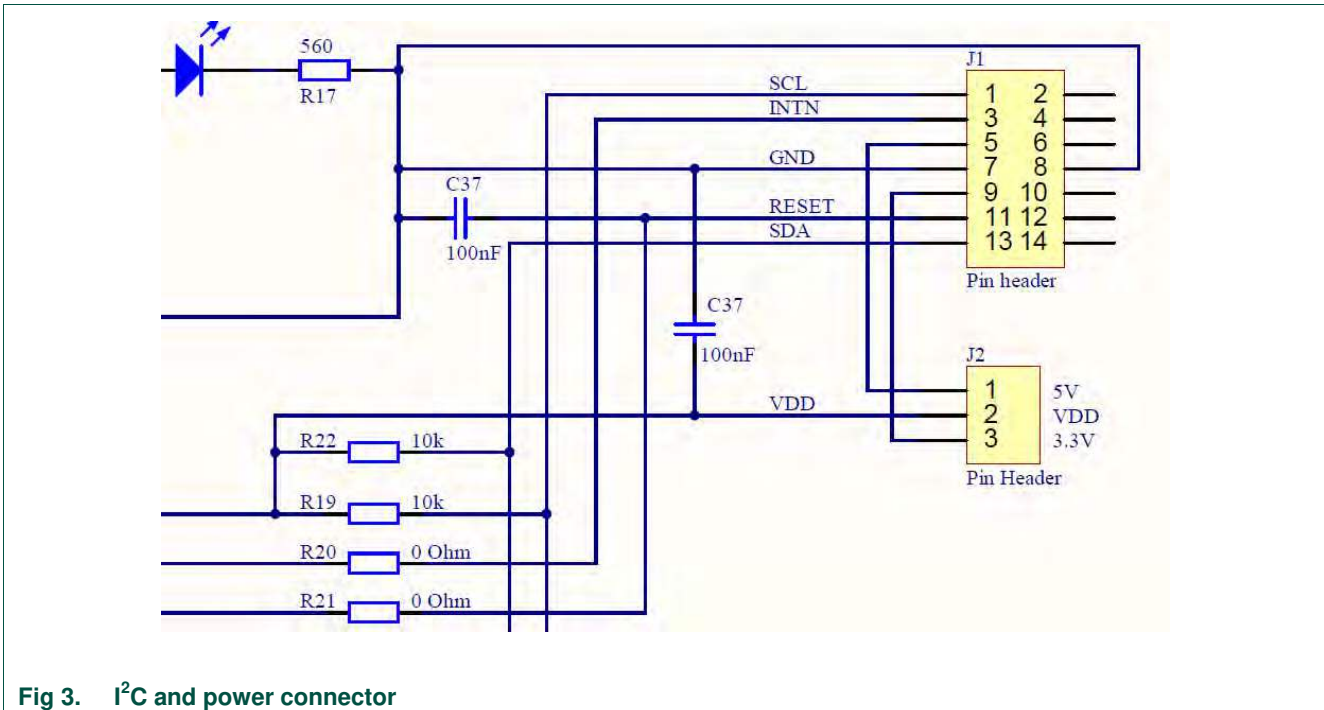 560
R17
J1
SCL
1 2
INTN
3 4
5 6
GND
7 8
C37
9 10
RESET
11 12
SDA
13 14
100nF
Pin header
C37
100nF
J2
1
5V
VDD
2
VDD
R22
10k
3
3.3V
Pin Header
R19
10k
R20
0 Ohm
R21
0 Ohm
Fig 3. I²C and power connector